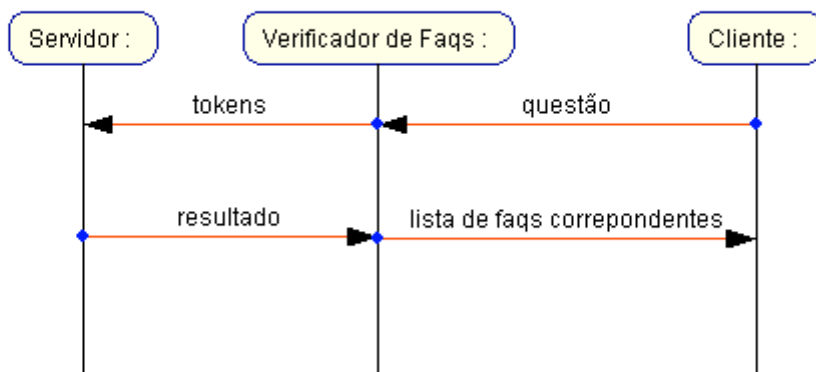 Servidor :
Verificador de Faqs :
Cliente :
tokens
questão
resultado
lista de faqs correpondentes